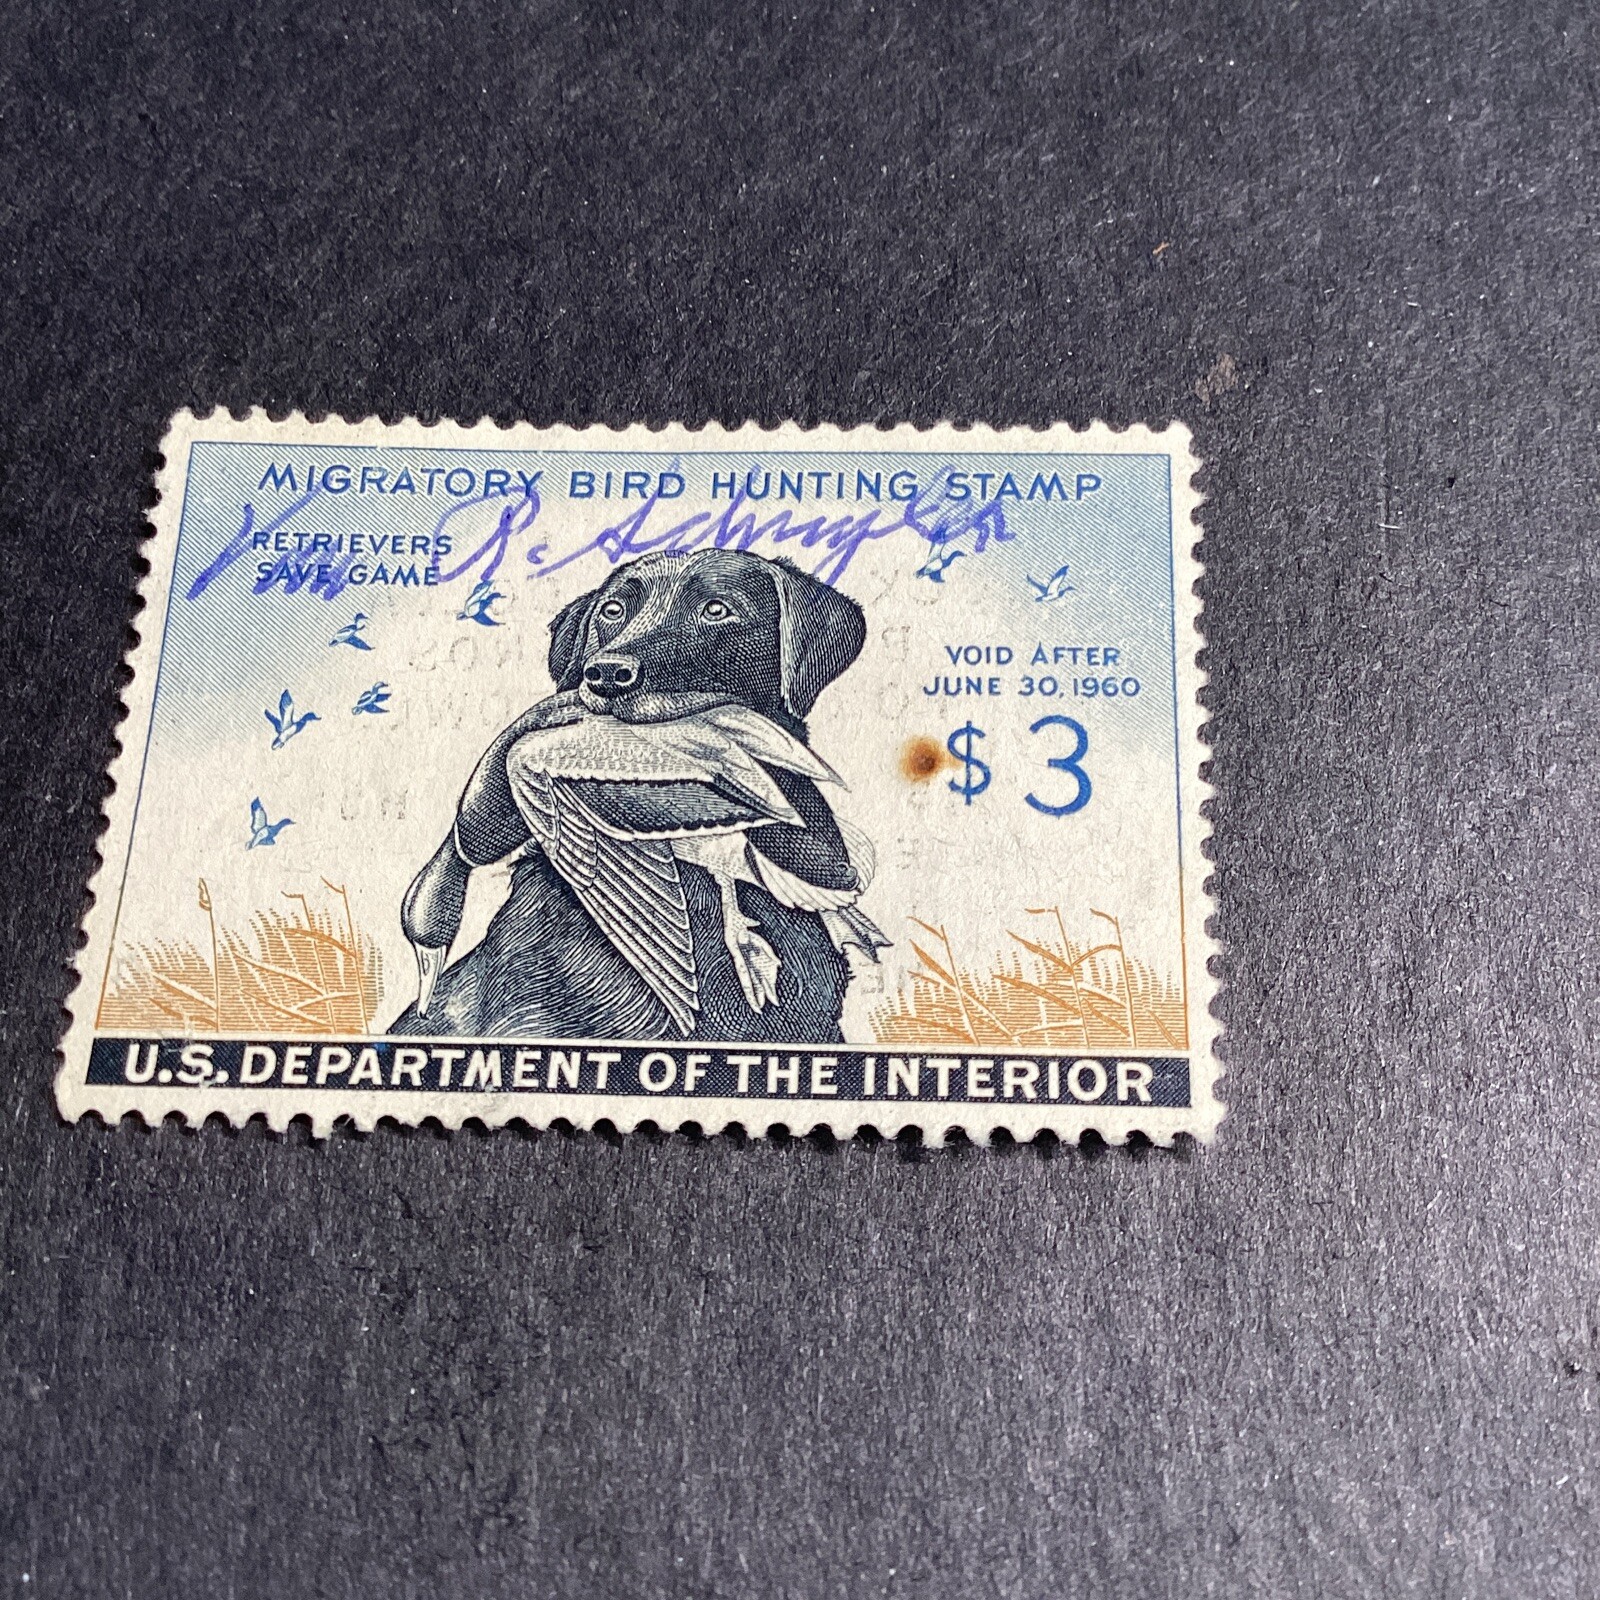 MIGRATORY BIRD HUNTING STAMP
RETRIEVERS
SAVE GAME
R.
VOID AFTER
JUNE 30, 1960
$3
U.S. DEPARTMENT OF THE INTERIOR